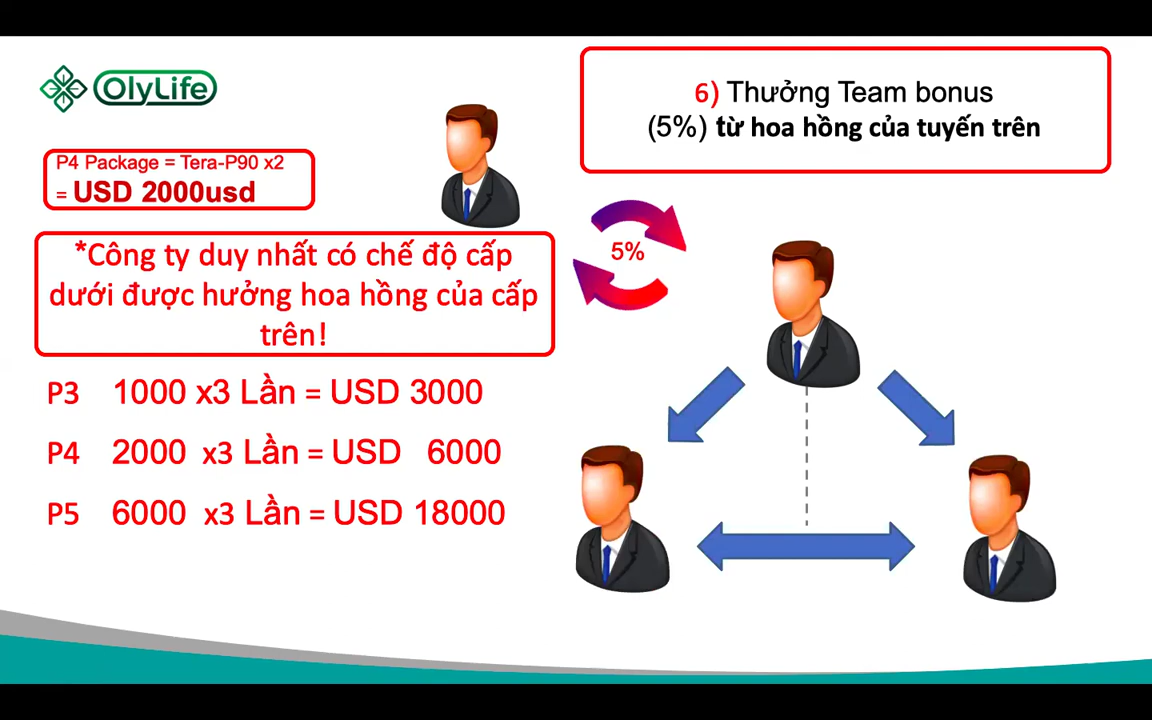 OlyLife
6) Thưởng Team bonus
(5%) từ hoa hồng của tuyến trên
P4 Package = Tera-P90 x2
= USD 2000usd
*Công ty duy nhất có chế độ cấp
dưới được hưởng hoa hồng của cấp
trên!
5%
P3 1000 x3 Lần = USD 3000
P4 2000 x3 Lần = USD 6000
P5 6000 x3 Lần = USD 18000